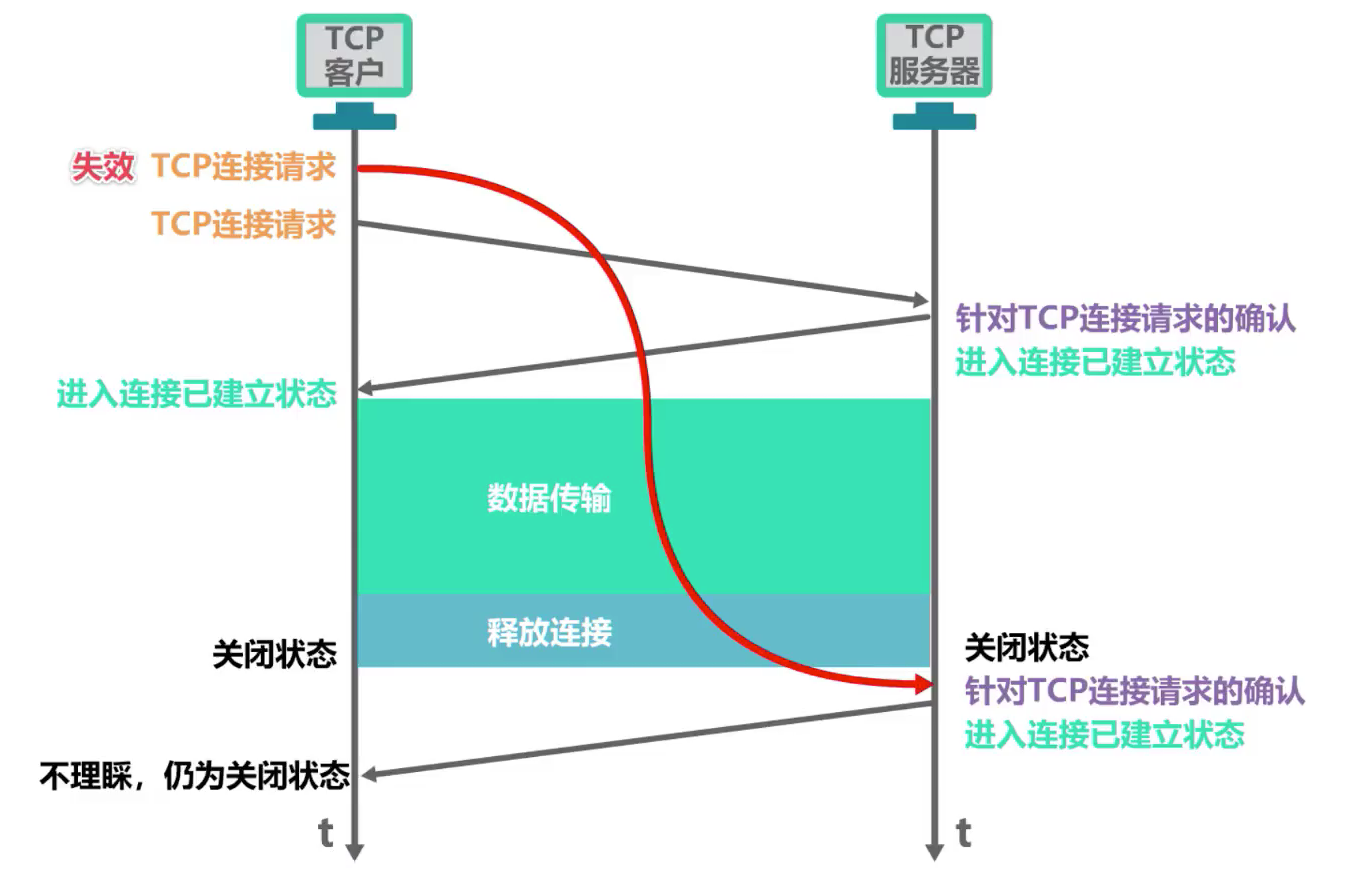 TCP
客户
TCP
服务器
失效 TCP连接请求
TCP连接请求
针对TCP连接请求的确认
进入连接已建立状态
进入连接已建立状态
数据传输
释放连接
关闭状态
关闭状态
针对TCP连接请求的确认
进入连接已建立状态
不理睬，仍为关闭状态
t
t